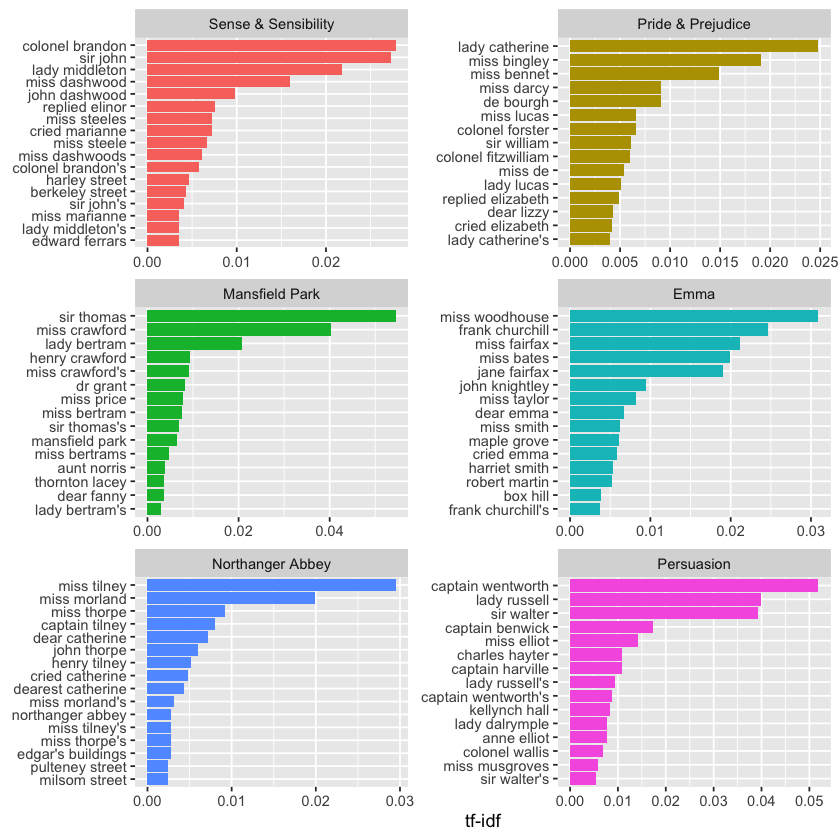 Sense & Sensibility
colonel brandon
sir john
lady middleton
miss dashwood
john dashwood
replied elinor
miss steeles
cried marianne
miss steele
miss dashwoods
colonel brandon's
harley street
berkeley street
sir john's
miss marianne
lady middleton's
edward ferrars
0.00 0.01 0.02
Pride & Prejudice
lady catherine
miss bingley
miss bennet
miss darcy
de bourgh
miss lucas
colonel forster
sir william
colonel fitzwilliam
miss de
lady lucas
replied elizabeth
dear lizzy
cried elizabeth
lady catherine's
0.000 0.005 0.010 0.015 0.020 0.025
Mansfield Park
sir thomas
miss crawford
lady bertram
henry crawford
miss crawford's
dr grant
miss price
miss bertram
sir thomas's
mansfield park
miss bertrams
aunt norris
thornton lacey
dear fanny
lady bertram's
0.00 0.02 0.04
Emma
miss woodhouse
frank churchill
miss fairfax
miss bates
jane fairfax
john knightley
miss taylor
dear emma
miss smith
maple grove
cried emma
harriet smith
robert martin
box hill
frank churchill's
0.00 0.01 0.02 0.03
Northanger Abbey
miss tilney
miss morland
miss thorpe
captain tilney
dear catherine
john thorpe
henry tilney
cried catherine
dearest catherine
miss morland's
northanger abbey
miss tilney's
miss thorpe's
edgar's buildings
pulteney street
milsom street
0.00 0.01 0.02 0.03
Persuasion
captain wentworth
lady russell
sir walter
captain benwick
miss elliot
charles hayter
captain harville
lady russell's
captain wentworth's
kellynch hall
lady dalrymple
anne elliot
colonel wallis
miss musgroves
sir walter's
0.00 0.01 0.02 0.03 0.04 0.05
tf-idf